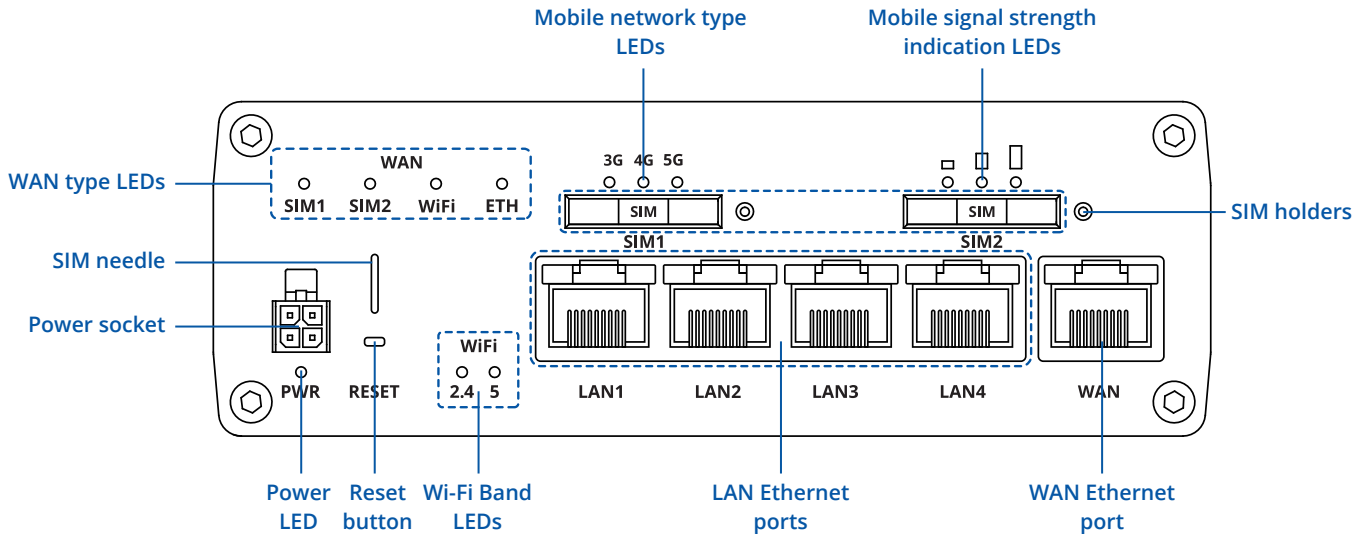 Mobile network type
LEDs
Mobile signal strength
indication LEDs
WAN
3G 4G 5G
WAN type LEDs
SIM1 SIM2 WiFi ETH
SIM
SIM
SIM holders
SIM1
SIM2
SIM needle
Power socket
WiFi
2.4 5
PWR
RESET
LAN1
LAN2
LAN3
LAN4
WAN
Power
LED
Reset
button
Wi-Fi Band
LEDs
LAN Ethernet
ports
WAN Ethernet
port